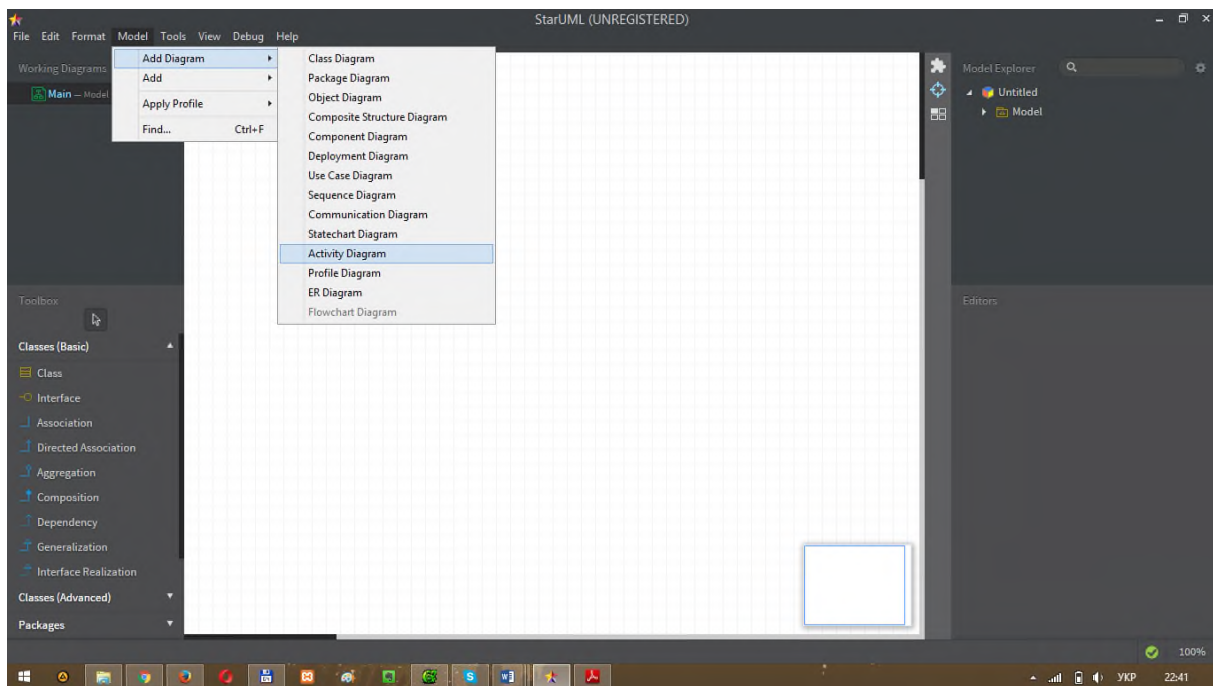 StarUML (UNREGISTERED)
File Edit Format Model Tools View Debug Help
Working Diagrams
Main — Model
Add Diagram
Add
Apply Profile
Find... Ctrl+F
Class Diagram
Package Diagram
Object Diagram
Composite Structure Diagram
Component Diagram
Deployment Diagram
Use Case Diagram
Sequence Diagram
Communication Diagram
Statechart Diagram
Activity Diagram
Profile Diagram
ER Diagram
Flowchart Diagram
Model Explorer
Untitled
Model
Toolbox
Classes (Basic)
Class
Interface
Association
Directed Association
Aggregation
Composition
Dependency
Generalization
Interface Realization
Classes (Advanced)
Packages
Editors
100%
УКР 22:41